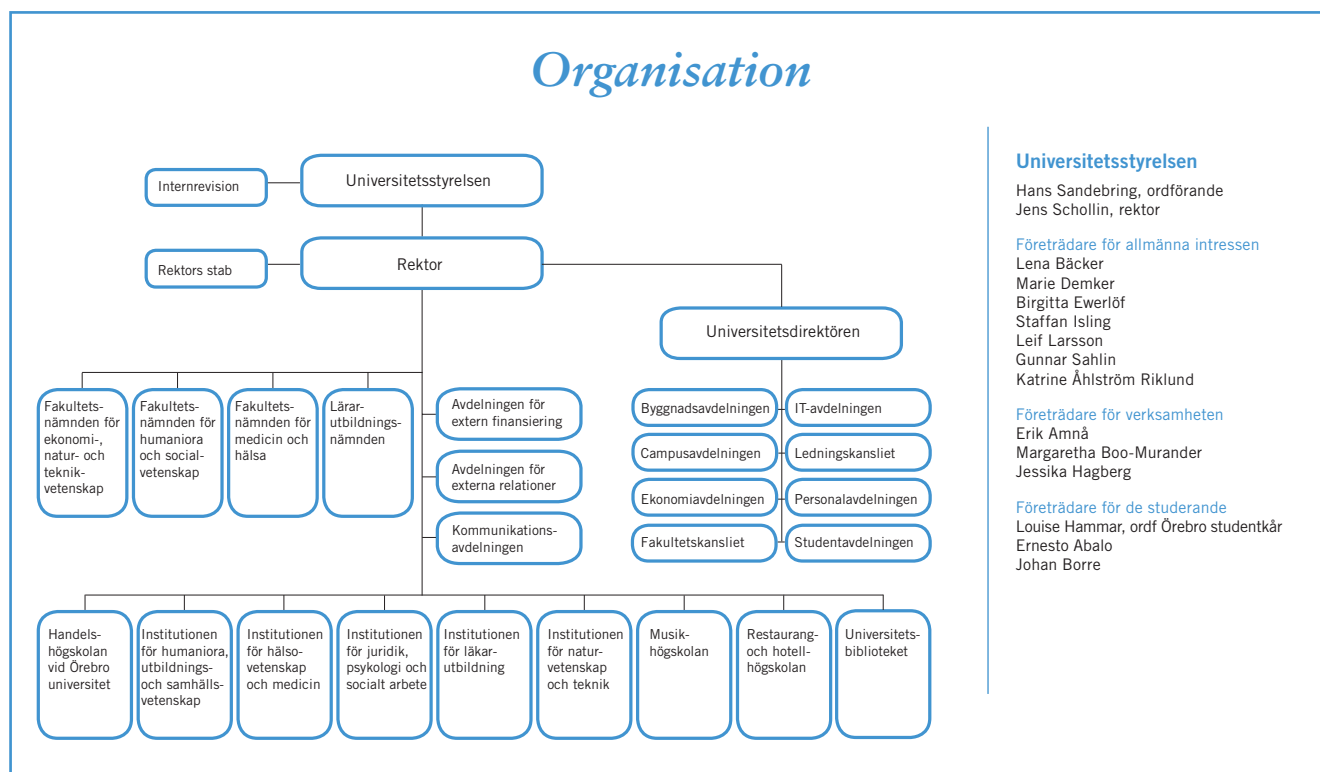 Organisation
Internrevision
Universitetsstyrelsen
Rektors stab
Rektor
Universitetsdirektören
Fakultets-
nämnden för
ekonomi-,
natur- och
teknik-
vetenskap
Fakultets-
nämnden för
humaniora
och social-
vetenskap
Fakultets-
nämnden för
medicin och
hälsa
Lärar-
utbildnings-
nämnden
Avdelningen för
extern finansiering
Avdelningen för
externa relationer
Kommunikations-
avdelningen
Byggnadsavdelningen
IT-avdelningen
Campusavdelningen
Ledningskansliet
Ekonomiavdelningen
Personalavdelningen
Fakultetskansliet
Studentavdelningen
Handels-
högskolan
vid Örebro
universitet
Institutionen
för humaniora,
utbildnings-
och samhälls-
vetenskap
Institutionen
för hälso-
vetenskap
och medicin
Institutionen
för juridik,
psykologi och
socialt arbete
Institutionen
för läkar-
utbildning
Institutionen
för natur-
vetenskap
och teknik
Musik-
högskolan
Restaurang-
och hotell-
högskolan
Universitets-
biblioteket
Universitetsstyrelsen
Hans Sandebring, ordförande
Jens Schollin, rektor
Företrädare för allmänna intressen
Lena Bäcker
Marie Demker
Birgitta Ewerlöf
Staffan Isling
Leif Larsson
Gunnar Sahlin
Katrine Åhlström Riklund
Företrädare för verksamheten
Erik Amnå
Margaretha Boo-Murander
Jessika Hagberg
Företrädare för de studerande
Louise Hammar, ordf Örebro studentkår
Ernesto Abalo
Johan Borre